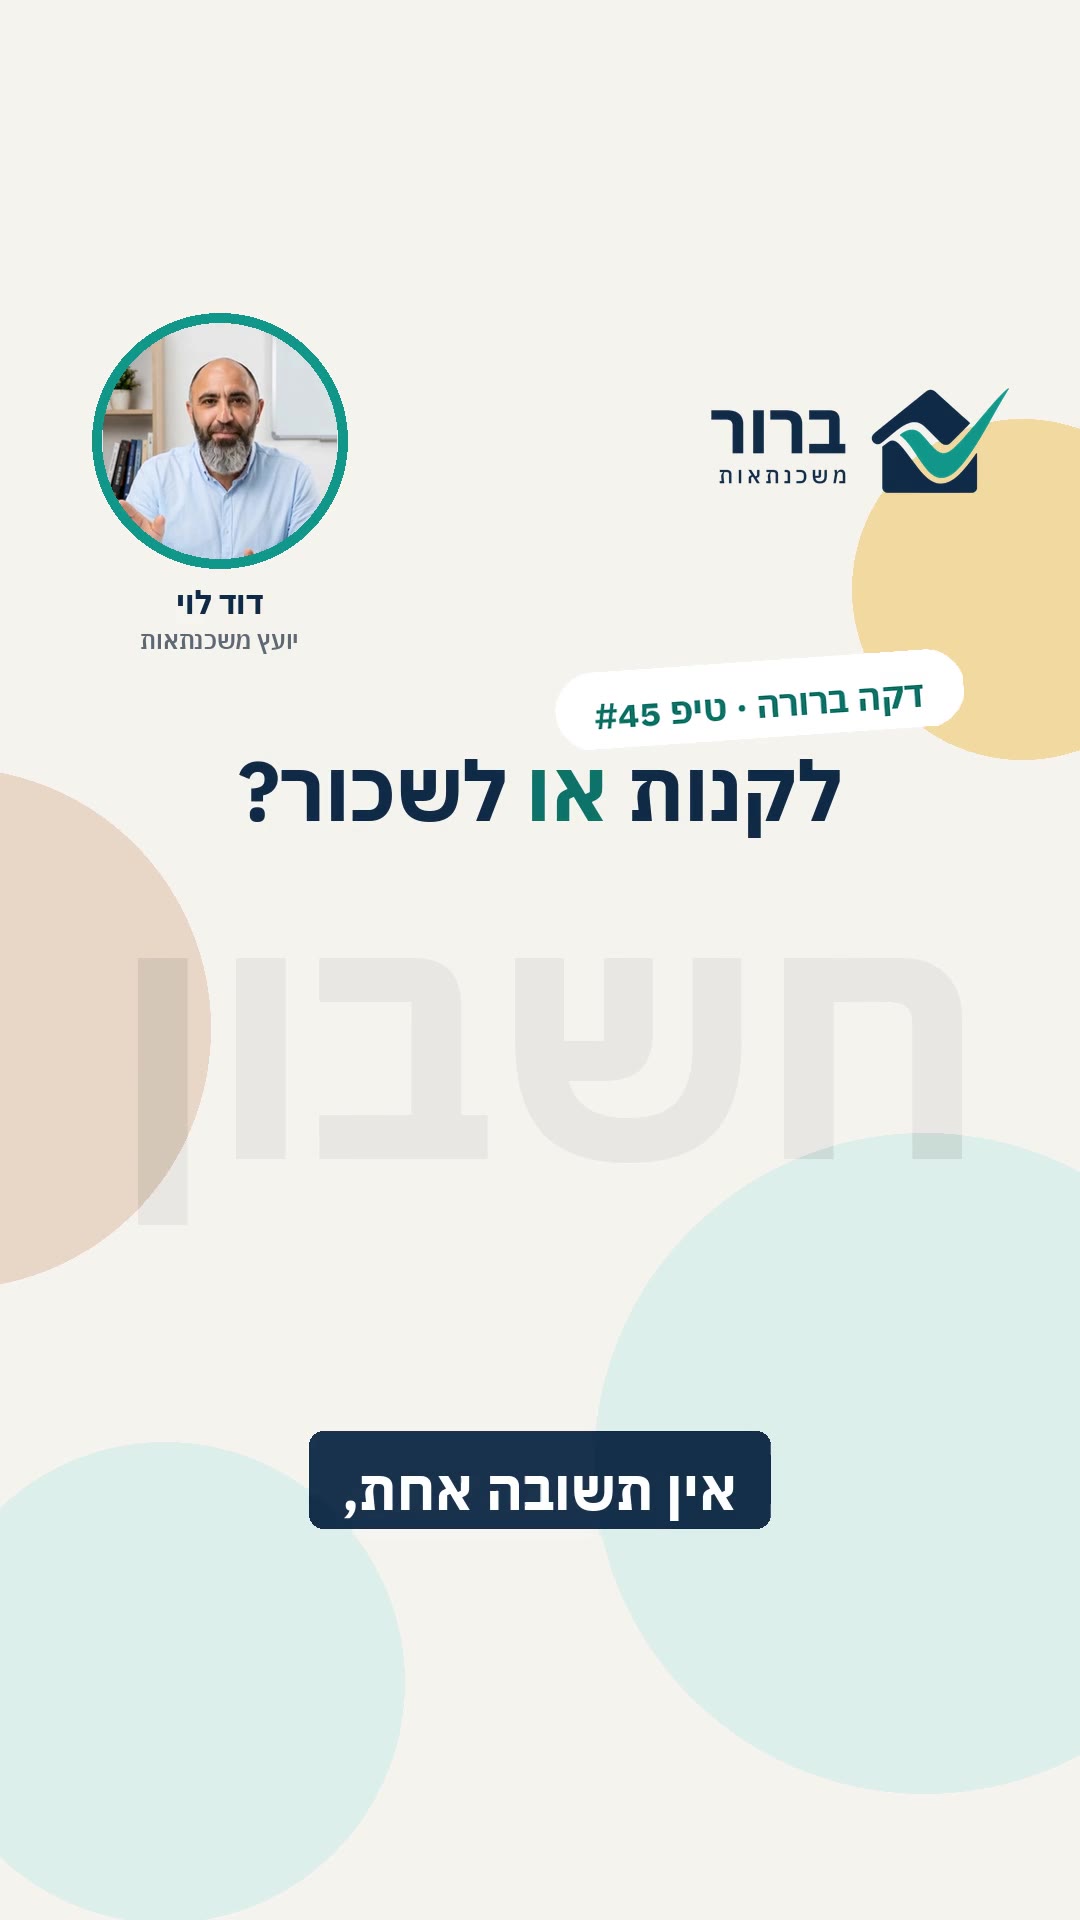 ברור
משכנתאות
דוד לוי
יועץ משכנתאות
דקה ברורה · טיפ #45
לקנות או לשכור?
חשבון
אין תשובה אחת,